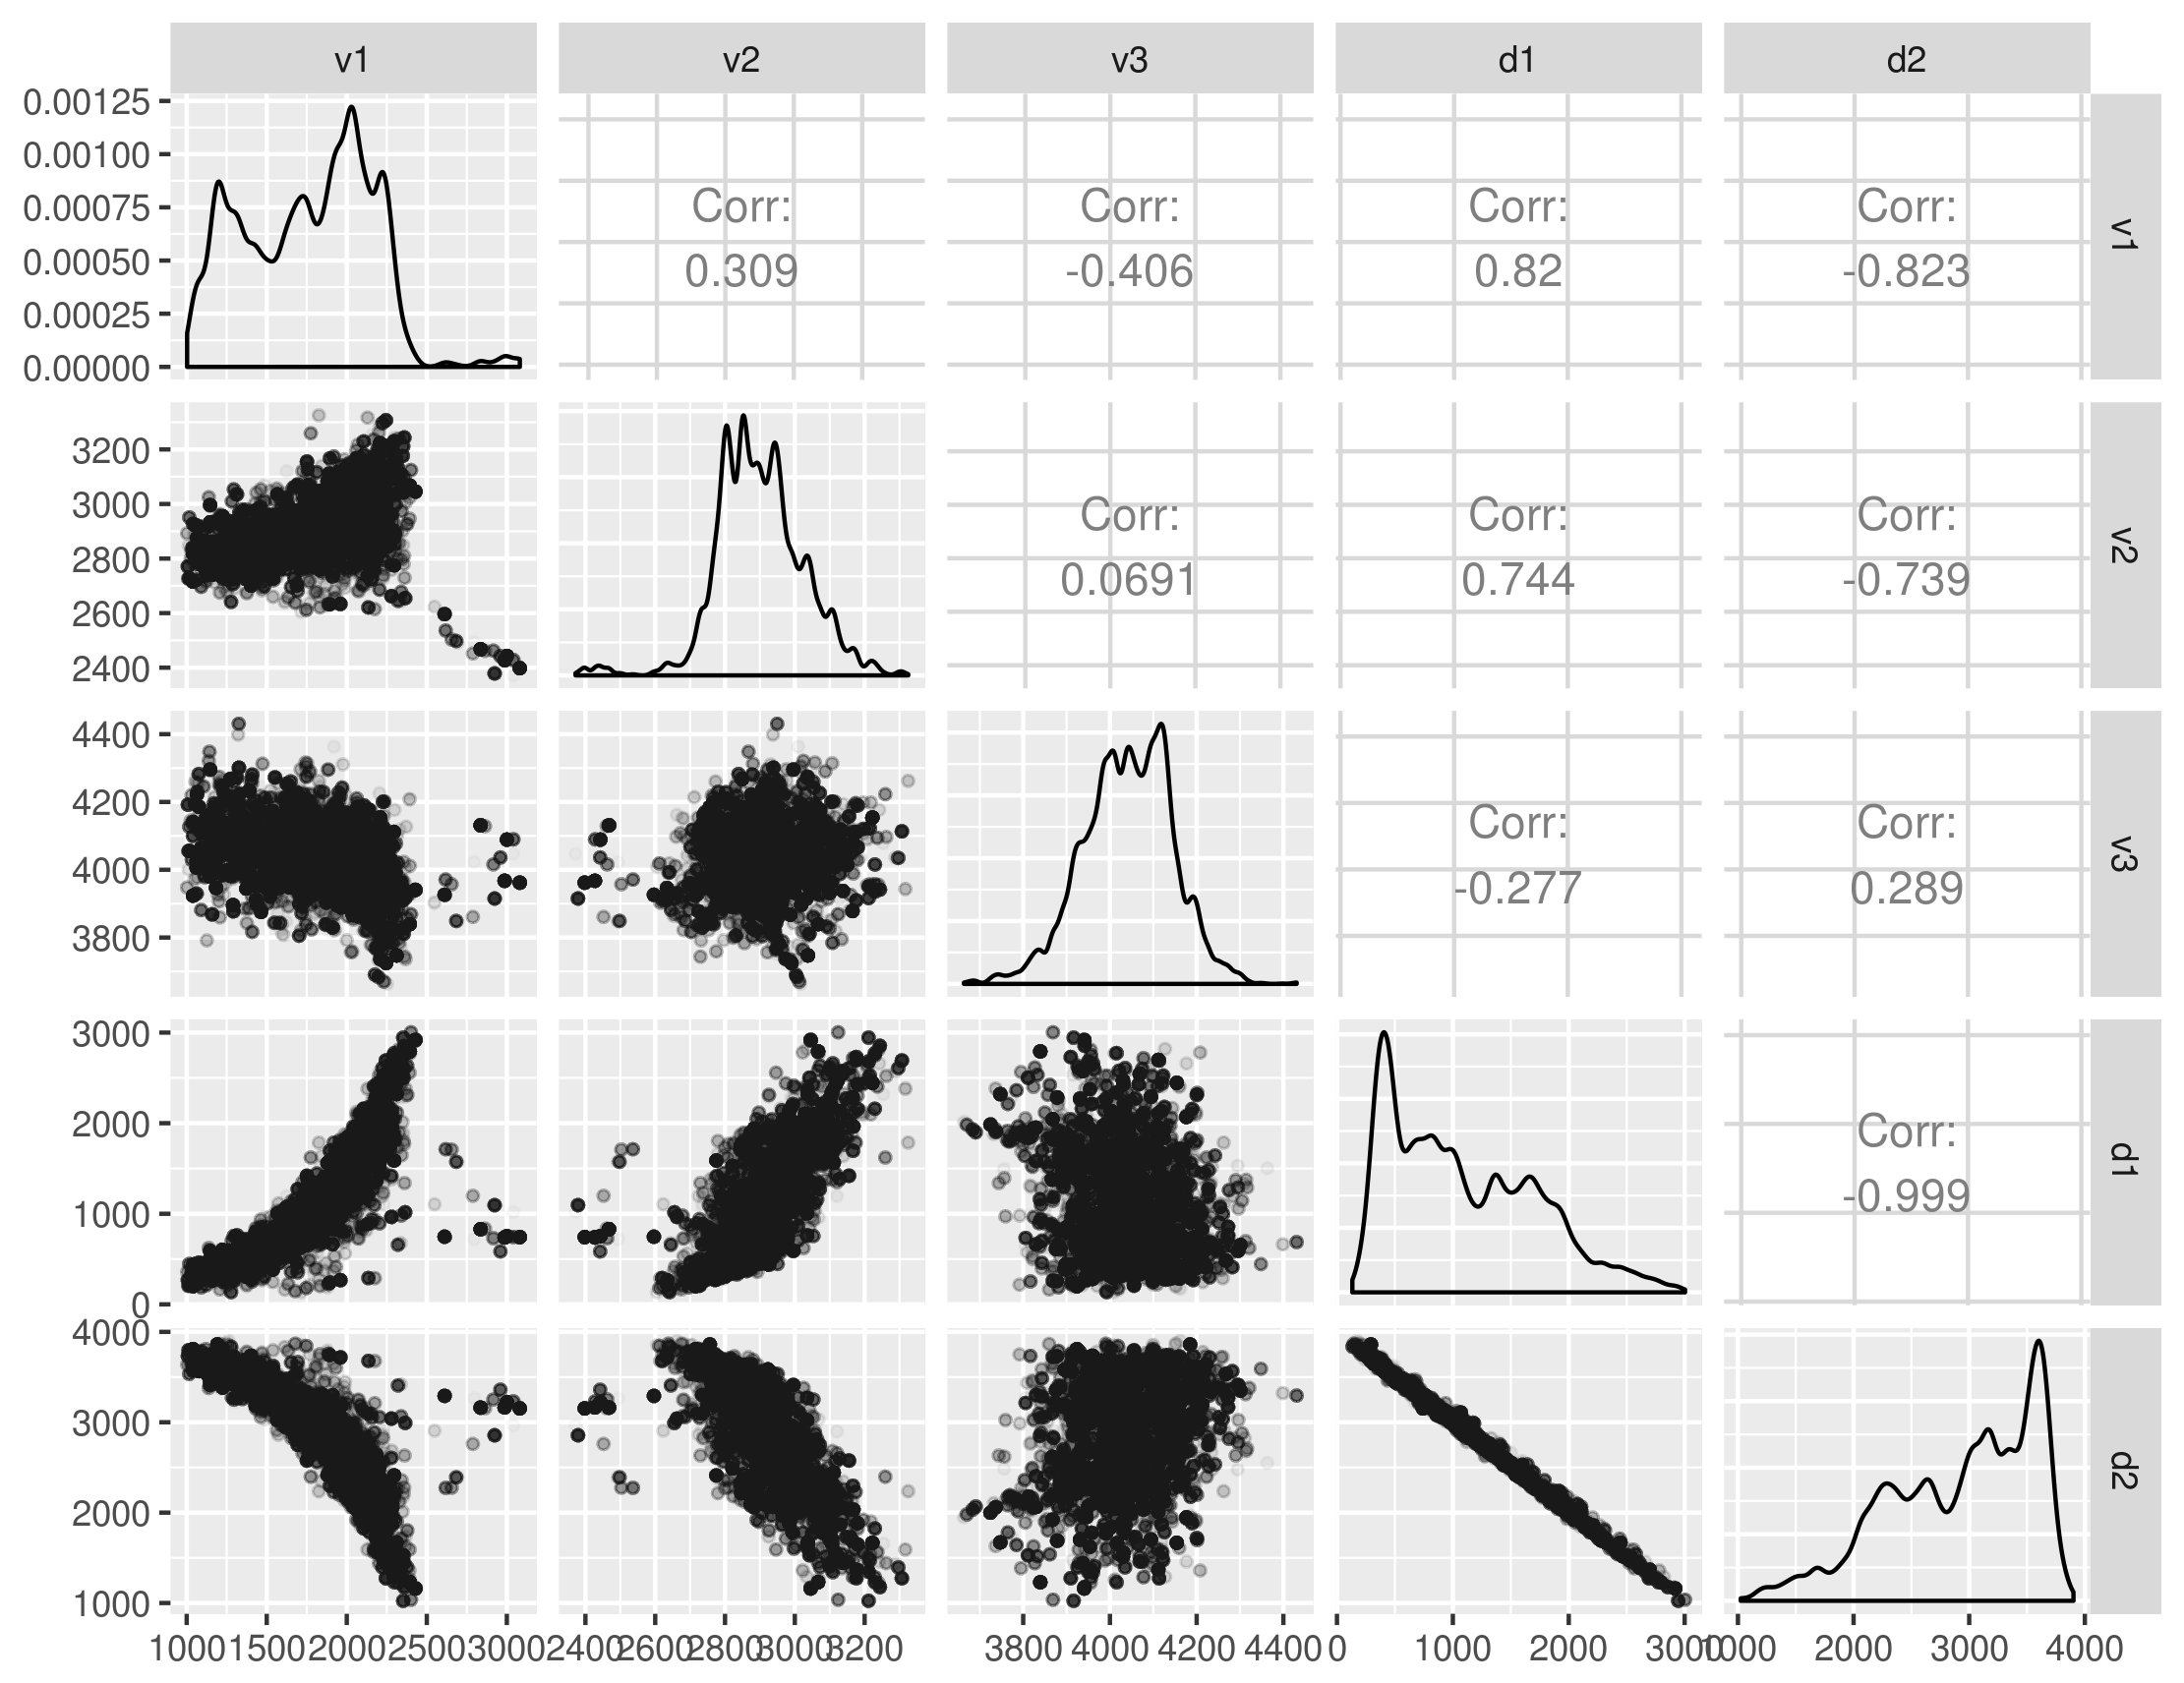 v1
v2
v3
d1
d2
0.00125
0.00100
0.00075
0.00050
0.00025
0.00000
Corr:
0.309
Corr:
-0.406
Corr:
0.82
Corr:
-0.823
v1
3200
3000
2800
2600
2400
Corr:
0.0691
Corr:
0.744
Corr:
-0.739
v2
4400
4200
4000
3800
Corr:
-0.277
Corr:
0.289
v3
3000
2000
1000
0
Corr:
-0.999
d1
4000
3000
2000
1000
d2
1000 1500 2000 2500 3000
2400 2600 2800 3000 3200
3800 4000 4200 4400
0 1000 2000 3000
1000 2000 3000 4000